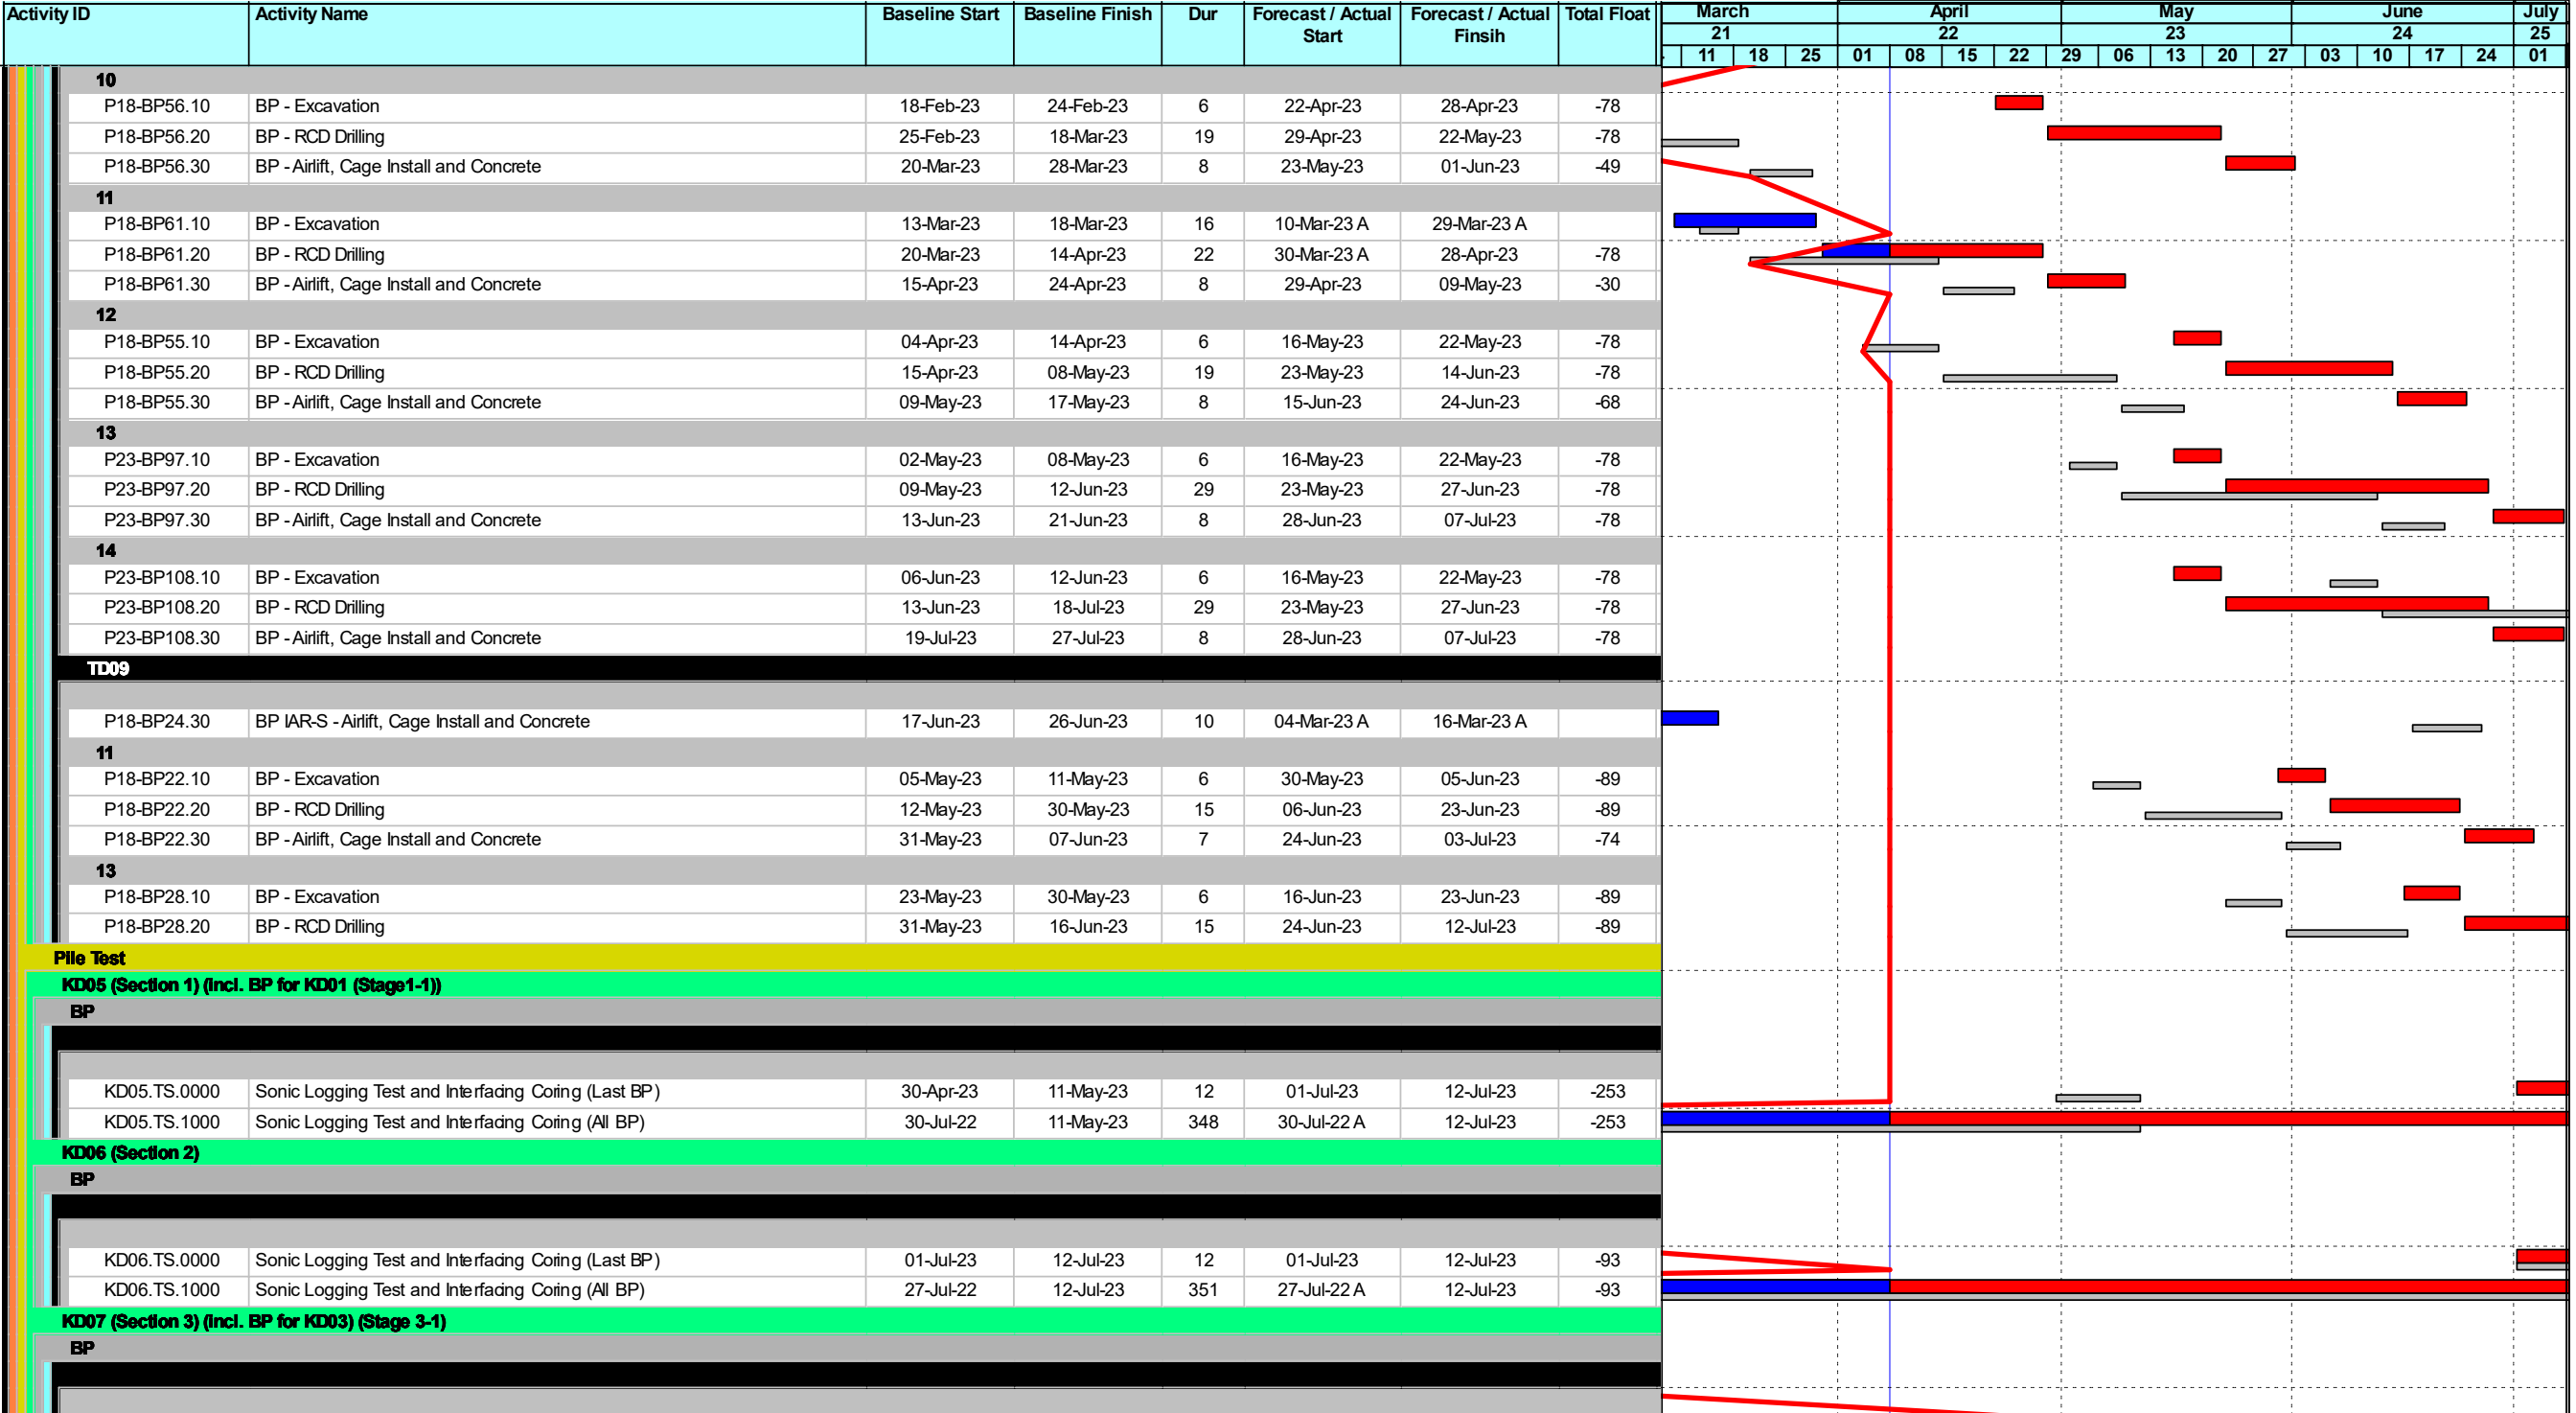 Activity ID Activity Name Baseline Start Baseline Finish Dur Forecast / Actual Start Forecast / Actual Finsih Total Float March April May June July
21 22 23 24 25
11 18 25 01 08 15 22 29 06 13 20 27 03 10 17 24 01
10
P18-BP56.10 BP - Excavation 18-Feb-23 24-Feb-23 6 22-Apr-23 28-Apr-23 -78
P18-BP56.20 BP - RCD Drilling 25-Feb-23 18-Mar-23 19 29-Apr-23 22-May-23 -78
P18-BP56.30 BP - Airlift, Cage Install and Concrete 20-Mar-23 28-Mar-23 8 23-May-23 01-Jun-23 -49
11
P18-BP61.10 BP - Excavation 13-Mar-23 18-Mar-23 16 10-Mar-23 A 29-Mar-23 A
P18-BP61.20 BP - RCD Drilling 20-Mar-23 14-Apr-23 22 30-Mar-23 A 28-Apr-23 -78
P18-BP61.30 BP - Airlift, Cage Install and Concrete 15-Apr-23 24-Apr-23 8 29-Apr-23 09-May-23 -30
12
P18-BP55.10 BP - Excavation 04-Apr-23 14-Apr-23 6 16-May-23 22-May-23 -78
P18-BP55.20 BP - RCD Drilling 15-Apr-23 08-May-23 19 23-May-23 14-Jun-23 -78
P18-BP55.30 BP - Airlift, Cage Install and Concrete 09-May-23 17-May-23 8 15-Jun-23 24-Jun-23 -68
13
P23-BP97.10 BP - Excavation 02-May-23 08-May-23 6 16-May-23 22-May-23 -78
P23-BP97.20 BP - RCD Drilling 09-May-23 12-Jun-23 29 23-May-23 27-Jun-23 -78
P23-BP97.30 BP - Airlift, Cage Install and Concrete 13-Jun-23 21-Jun-23 8 28-Jun-23 07-Jul-23 -78
14
P23-BP108.10 BP - Excavation 06-Jun-23 12-Jun-23 6 16-May-23 22-May-23 -78
P23-BP108.20 BP - RCD Drilling 13-Jun-23 18-Jul-23 29 23-May-23 27-Jun-23 -78
P23-BP108.30 BP - Airlift, Cage Install and Concrete 19-Jul-23 27-Jul-23 8 28-Jun-23 07-Jul-23 -78
TD09
P18-BP24.30 BP IAR-S - Airlift, Cage Install and Concrete 17-Jun-23 26-Jun-23 10 04-Mar-23 A 16-Mar-23 A
11
P18-BP22.10 BP - Excavation 05-May-23 11-May-23 6 30-May-23 05-Jun-23 -89
P18-BP22.20 BP - RCD Drilling 12-May-23 30-May-23 15 06-Jun-23 23-Jun-23 -89
P18-BP22.30 BP - Airlift, Cage Install and Concrete 31-May-23 07-Jun-23 7 24-Jun-23 03-Jul-23 -74
13
P18-BP28.10 BP - Excavation 23-May-23 30-May-23 6 16-Jun-23 23-Jun-23 -89
P18-BP28.20 BP - RCD Drilling 31-May-23 16-Jun-23 15 24-Jun-23 12-Jul-23 -89
Pile Test
KD05 (Section 1) (Incl. BP for KD01 (Stage1-1))
BP
KD05.TS.0000 Sonic Logging Test and Interfacing Coring (Last BP) 30-Apr-23 11-May-23 12 01-Jul-23 12-Jul-23 -253
KD05.TS.1000 Sonic Logging Test and Interfacing Coring (All BP) 30-Jul-22 11-May-23 348 30-Jul-22 A 12-Jul-23 -253
KD06 (Section 2)
BP
KD06.TS.0000 Sonic Logging Test and Interfacing Coring (Last BP) 01-Jul-23 12-Jul-23 12 01-Jul-23 12-Jul-23 -93
KD06.TS.1000 Sonic Logging Test and Interfacing Coring (All BP) 27-Jul-22 12-Jul-23 351 27-Jul-22 A 12-Jul-23 -93
KD07 (Section 3) (Incl. BP for KD03) (Stage 3-1)
BP